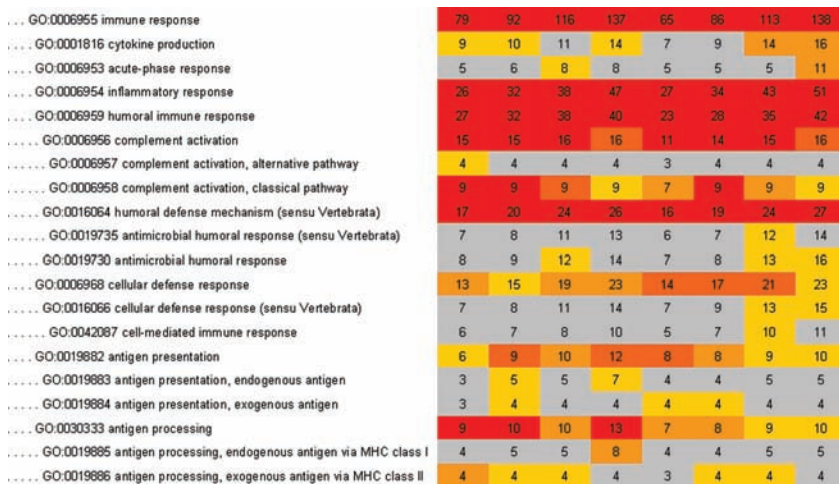 . . . GO:0006955 immune response 79 92 116 137 65 86 113 138
. . . . GO:0001816 cytokine production 9 10 11 14 7 9 14 16
. . . . GO:0006953 acute-phase response 5 6 8 8 5 5 5 11
. . . . GO:0006954 inflammatory response 26 32 38 47 27 34 43 51
. . . . GO:0006959 humoral immune response 27 32 38 40 23 28 35 42
. . . . . GO:0006956 complement activation 15 15 16 16 11 14 15 16
. . . . . . GO:0006957 complement activation, alternative pathway 4 4 4 4 3 4 4 4
. . . . . . GO:0006958 complement activation, classical pathway 9 9 9 9 7 9 9 9
. . . . . GO:0016064 humoral defense mechanism (sensu Vertebrata) 17 20 24 26 16 19 24 27
. . . . . . GO:0019735 antimicrobial humoral response (sensu Vertebrata) 7 8 11 13 6 7 12 14
. . . . . GO:0019730 antimicrobial humoral response 8 9 12 14 7 8 13 16
. . . . GO:0006968 cellular defense response 13 15 19 23 14 17 21 23
. . . . . GO:0016066 cellular defense response (sensu Vertebrata) 7 8 11 14 7 9 13 15
. . . . . . GO:0042087 cell-mediated immune response 6 7 8 10 5 7 10 11
. . . . GO:0019882 antigen presentation 6 9 10 12 8 8 9 10
. . . . . GO:0019883 antigen presentation, endogenous antigen 3 5 5 7 4 4 5 5
. . . . . GO:0019884 antigen presentation, exogenous antigen 3 4 4 4 4 4 4 4
. . . . GO:0030333 antigen processing 9 10 10 13 7 8 9 10
. . . . . GO:0019885 antigen processing, endogenous antigen via MHC class I 4 5 5 8 4 4 5 5
. . . . . GO:0019886 antigen processing, exogenous antigen via MHC class II 4 4 4 4 3 4 4 4